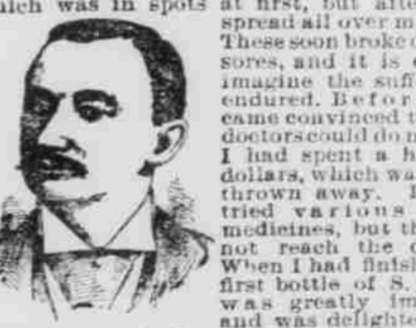 which was in spots at first, but afte
spread all over m
These soon broke o
sores, and it is e
imagine the suff
endured. Befor
came convinced t
doctors could do n
I had spent a h
dollars, which wa
thrown away.
tried various
medicines, but th
not reach the d
When I had finish
first bottle of S. 
was greatly im
and was delighte